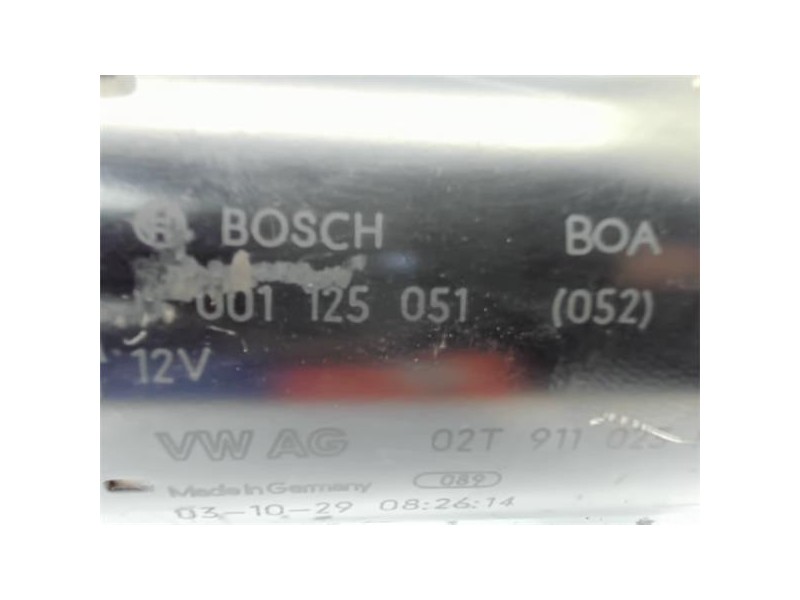 BOSCH BOA
001 125 051 (052)
12V
VW AG 02T 911
Made in Germany 089
03-10-29 08:26:14